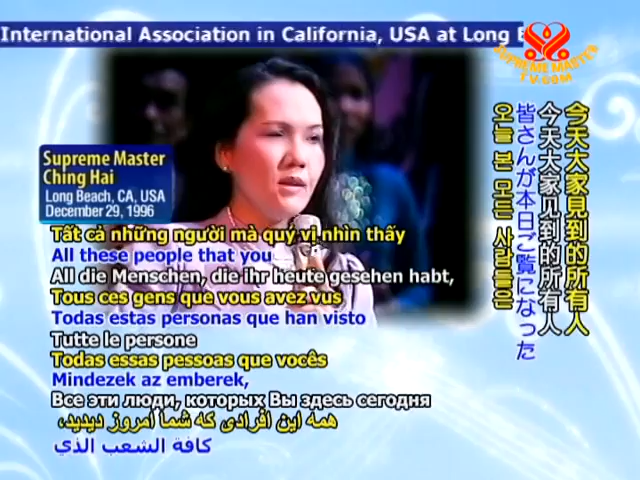 International Association in California, USA at Long
SUPREME MASTER
TV.COM
Supreme Master
Ching Hai
Long Beach, CA, USA
December 29, 1996
Tất cả những người mà quý vị nhìn thấy
All these people that you
All die Menschen, die ihr heute gesehen habt,
Tous ces gens que vous avez vus
Todas estas personas que han visto
Tutte le persone
Todas essas pessoas que vocês
Mindezek az emberek,
Все эти люди, которых Вы здесь сегодня
همه این افرادی که شما امروز دیدید،
كافة الشعب الذي
今天大家見到的所有人
今天大家见到的所有人
皆さんが本日ご覧になった
오늘 본 모든 사람들은